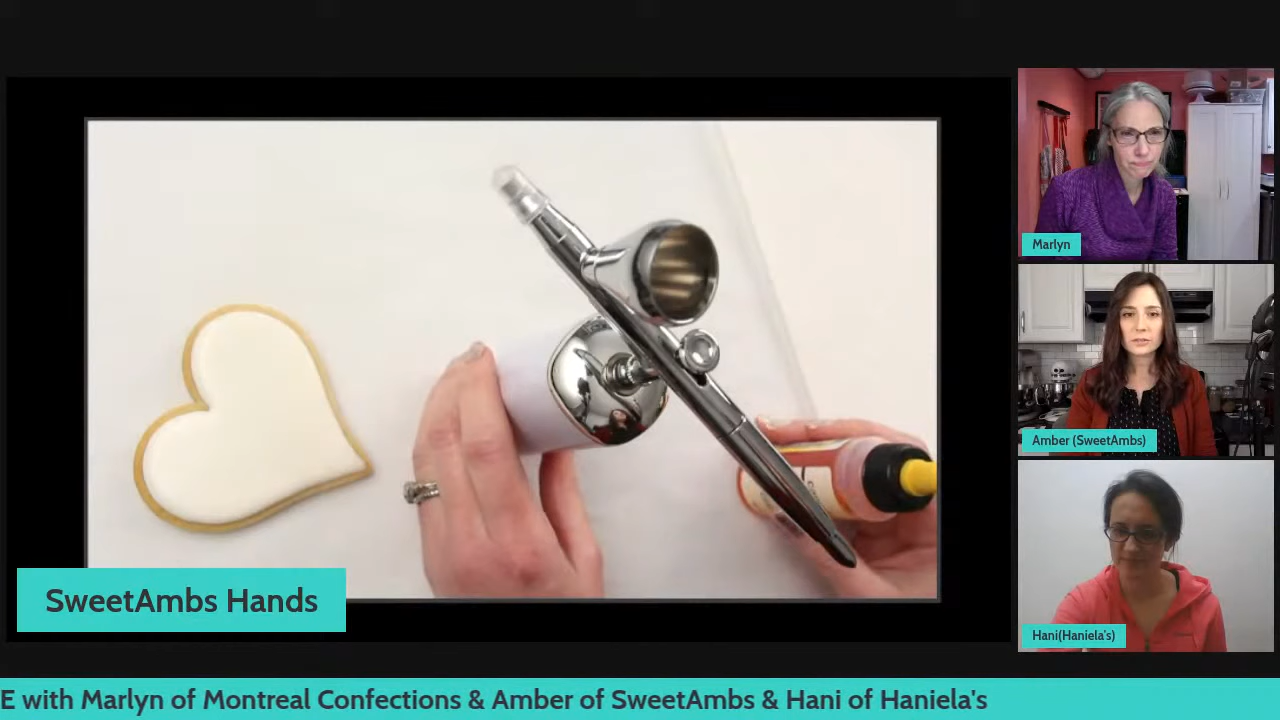 Marlyn
Amber (SweetAmbs)
Hani(Haniela's)
SweetAmbs Hands
E with Marlyn of Montreal Confections & Amber of SweetAmbs & Hani of Haniela's